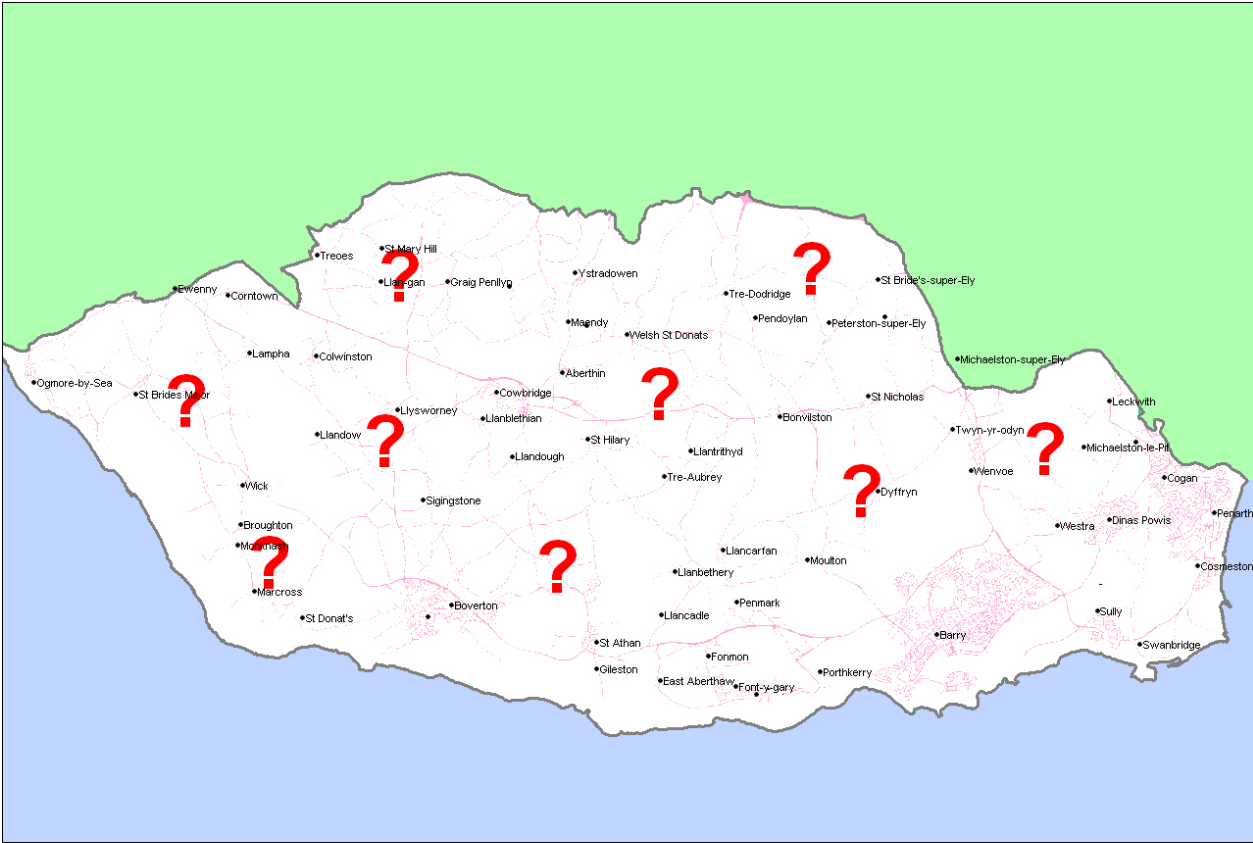 St Mary Hill
Treoes
?
?
Ystradowen
Llan-gan
Graig Penllyn
St Bride's-super-Ely
Ewenny
Corntown
Tre-Dodridge
Pendoylan
Peterston-super-Ely
Maendy
Welsh St Donats
Lampha
Colwinston
Michaelston-super-Ely
Aberthin
Ogmore-by-Sea
St Brides Major
?
?
Cowbridge
St Nicholas
Leckwith
Llysworney
Llanblethian
Bonvilston
Llandow
?
St Hilary
Twyn-yr-odyn
?
Michaelston-le-Pit
Llandough
Llantrithyd
Wenvoe
Tre-Aubrey
Cogan
Wick
?
Dyffryn
Sigingstone
Penarth
Broughton
Westra
Dinas Powis
Monknash
?
?
Llancarfan
Moulton
Cosmeston
Llanbethery
Marcross
Boverton
Penmark
Sully
St Donat's
Llancadle
Barry
St Athan
Swanbridge
Fonmon
Gileston
Porthkerry
East Aberthaw
Font-y-gary